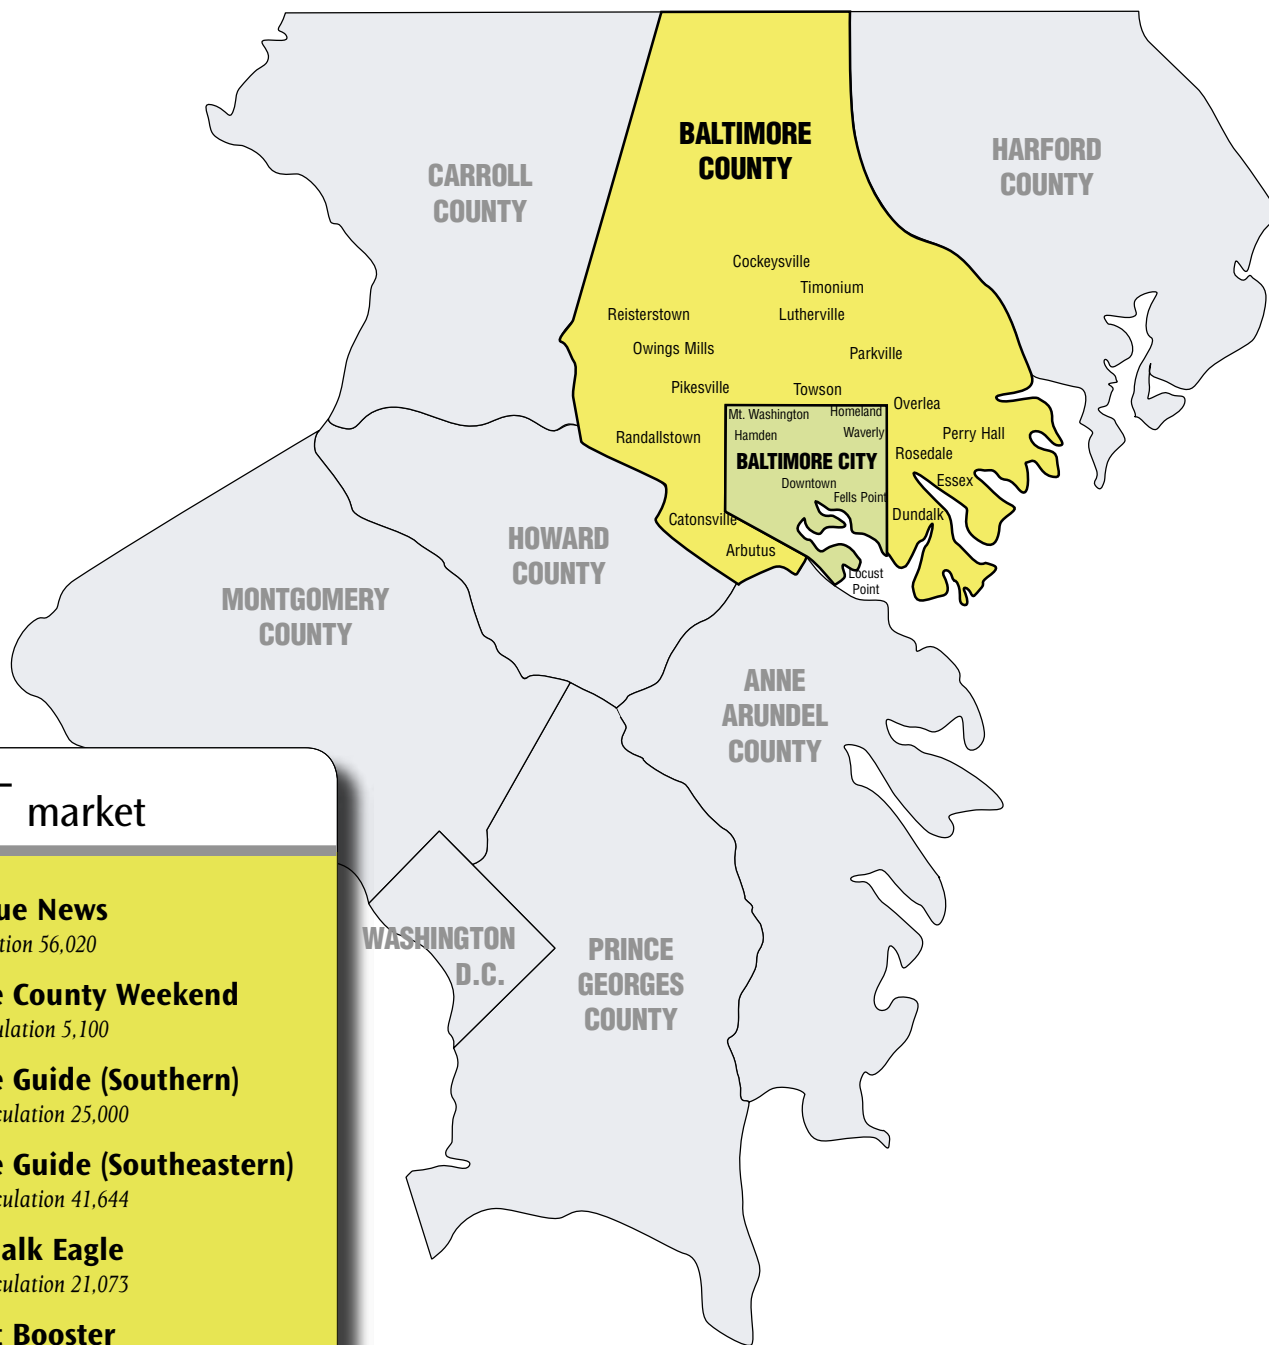 BALTIMORE
COUNTY
HARFORD
COUNTY
CARROLL
COUNTY
Cockeysville
Timonium
Reisterstown
Lutherville
Owings Mills
Parkville
Pikesville
Towson
Overlea
Mt. Washington
Homeland
Hamden
Waverly
Perry Hall
Randallstown
Rosedale
BALTIMORE CITY
Essex
Downtown
Fells Point
Dundalk
Catonsville
Arbutus
HOWARD
COUNTY
Locust
Point
MONTGOMERY
COUNTY
ANNE
ARUNDEL
COUNTY
market
ue News
tion 56,020
WASHINGTON
D.C.
PRINCE
GEORGES
COUNTY
e County Weekend
ulation 5,100
e Guide (Southern)
culation 25,000
e Guide (Southeastern)
culation 41,644
alk Eagle
culation 21,073
t Booster